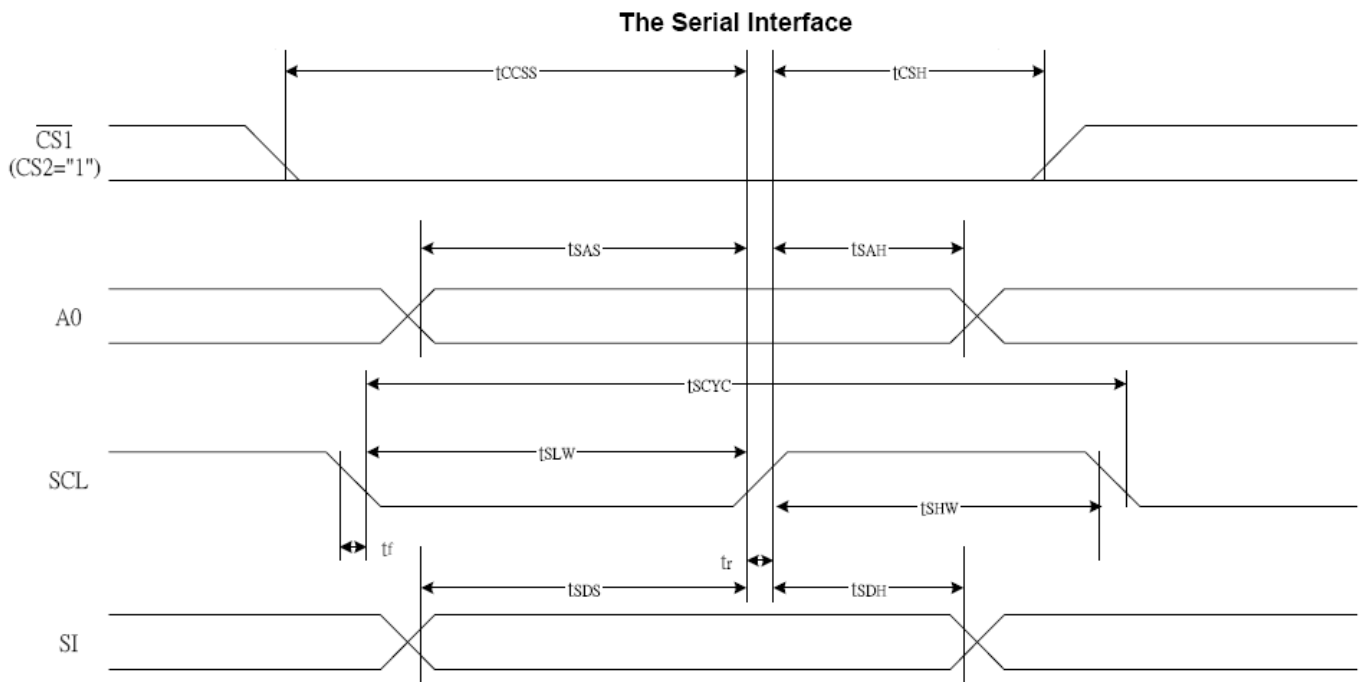 The Serial Interface
tCCSS
tCSH
CS1
(CS2="1")
tSAS
tSAH
A0
tSCYC
tSLW
SCL
tSHW
tf
tr
tSDS
tSDH
SI